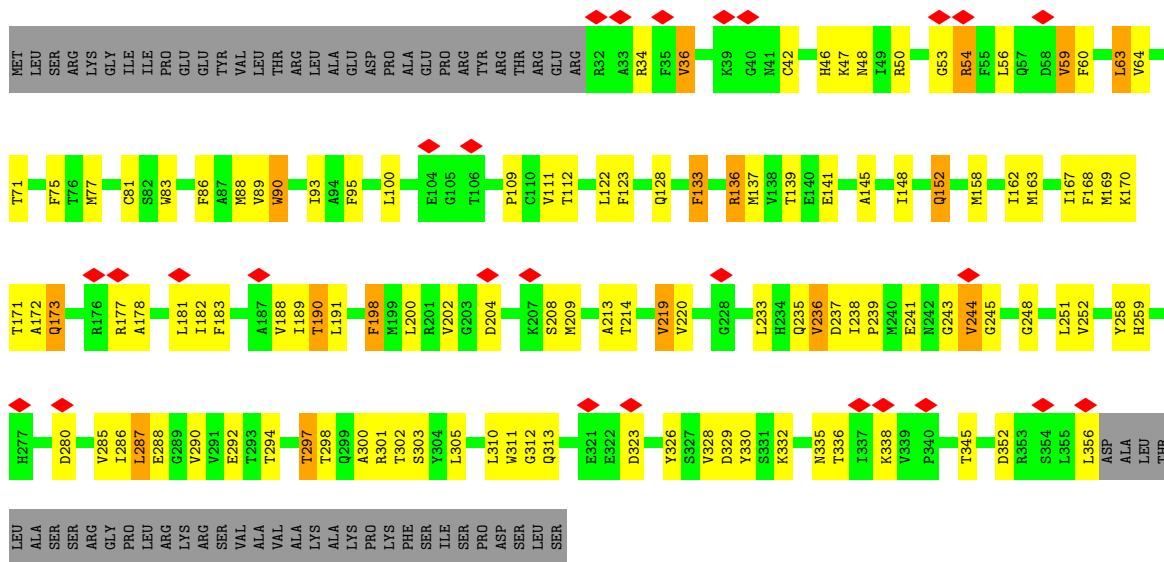 MET LEU SER ARG LYS GLY ILE ILE PRO GLU GLU TYR VAL LEU THR ARG LEU ALA GLU ASP PRO ALA GLU PRO ARG TYR ARG THR ARG GLU ARG R32 A33 R34 F35 V36 K39 G40 N41 C42 H46 K47 N48 I49 R50 G53 R54 F55 L56 Q57 D58 V59 F60 L63 V64
T71 F75 T76 M77 C81 S82 W83 F86 A87 M88 V89 W90 I93 A94 F95 L100 E104 G105 T106 P109 C110 V111 T112 L122 F123 Q128 F133 R136 M137 V138 T139 E140 E141 A145 I148 Q152 M158 I162 M163 I167 F168 M169 K170
T171 A172 Q173 R176 R177 A178 L181 I182 F183 A187 V188 I189 T190 L191 F198 M199 L200 R201 V202 G203 D204 K207 S208 M209 A213 T214 V219 V220 G228 L233 H234 Q235 V236 D237 I238 P239 M240 E241 N242 G243 V244 G245 G248 L251 V252 Y258 H259
H277 D280 V285 I286 L287 E288 G289 V290 V291 E292 T293 T294 T297 T298 Q299 A300 R301 T302 S303 Y304 L305 L310 W311 G312 Q313 E321 E322 D323 Y326 S327 V328 D329 Y330 S331 K332 N335 T336 I337 K338 V339 P340 T345 D352 R353 S354 L355 L356 ASP ALA LEU THR
LEU ALA SER SER ARG GLY PRO LEU ARG LYS ARG SER VAL ALA VAL ALA LYS ALA LYS PRO LYS PHE SER ILE SER PRO ASP SER LEU SER